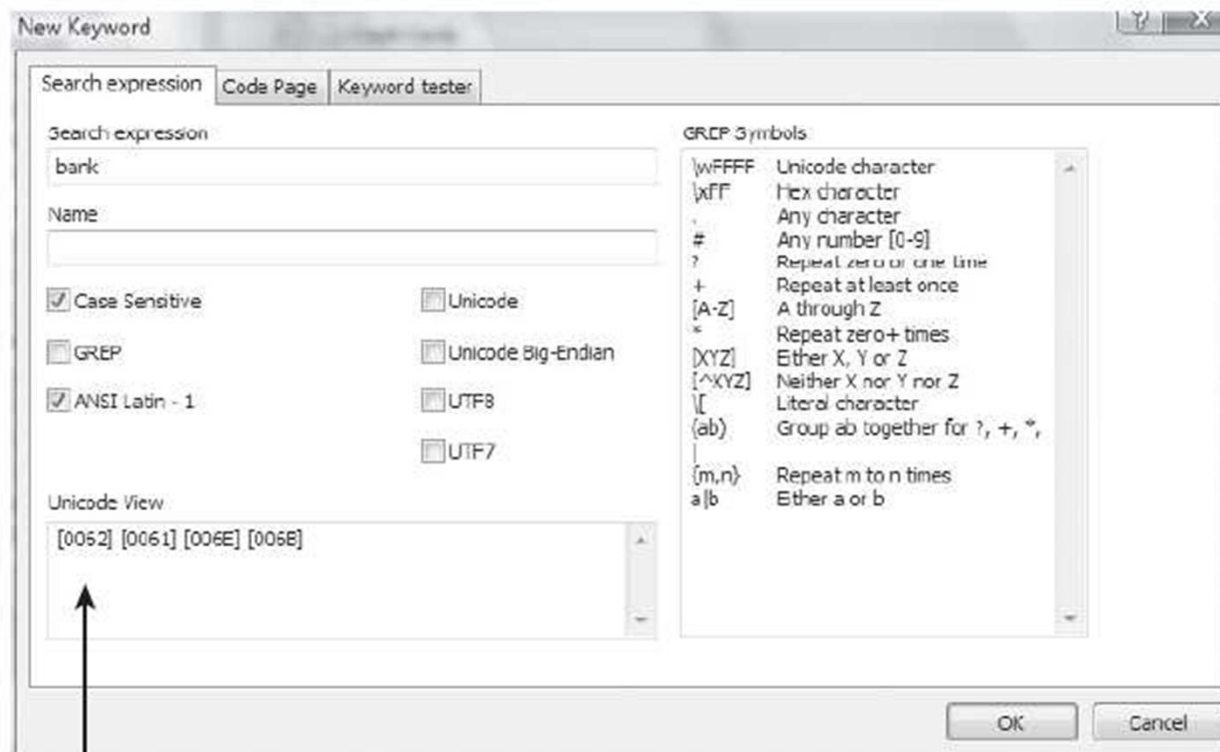 New Keyword
Search expression
Code Page
Keyword tester
Search expression
bank
Name
Case Sensitive
Unicode
GREP
Unicode Big-Endian
ANSI Latin - 1
UTF8
UTF7
Unicode View
[0062] [0061] [006E] [006B]
GREP Symbols
\wFFFF Unicode character
\xFF Hex character
. Any character
# Any number [0-9]
? Repeat zero or one time
+ Repeat at least once
[A-Z] A through Z
* Repeat zero+ times
[XYZ] Either X, Y or Z
[^XYZ] Neither X nor Y nor Z
\[ Literal character
(ab) Group ab together for ?, +, *,
|
{m,n} Repeat m to n times
a|b Either a or b
OK
Cancel